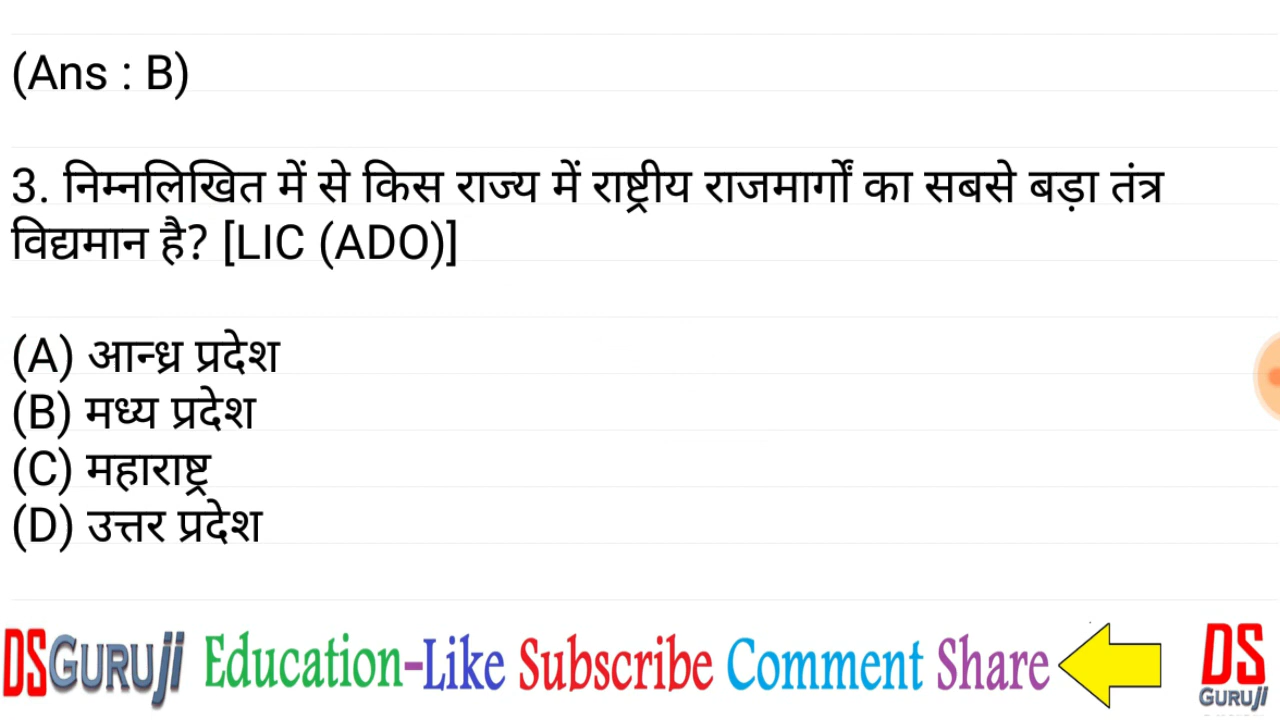 (Ans : B)
3. निम्नलिखित में से किस राज्य में राष्ट्रीय राजमार्गों का सबसे बड़ा तंत्र
विद्यमान है? [LIC (ADO)]
(A) आन्ध्र प्रदेश
(B) मध्य प्रदेश
(C) महाराष्ट्र
(D) उत्तर प्रदेश
DSGURUji Education-Like Subscribe Comment Share DS
GURUji